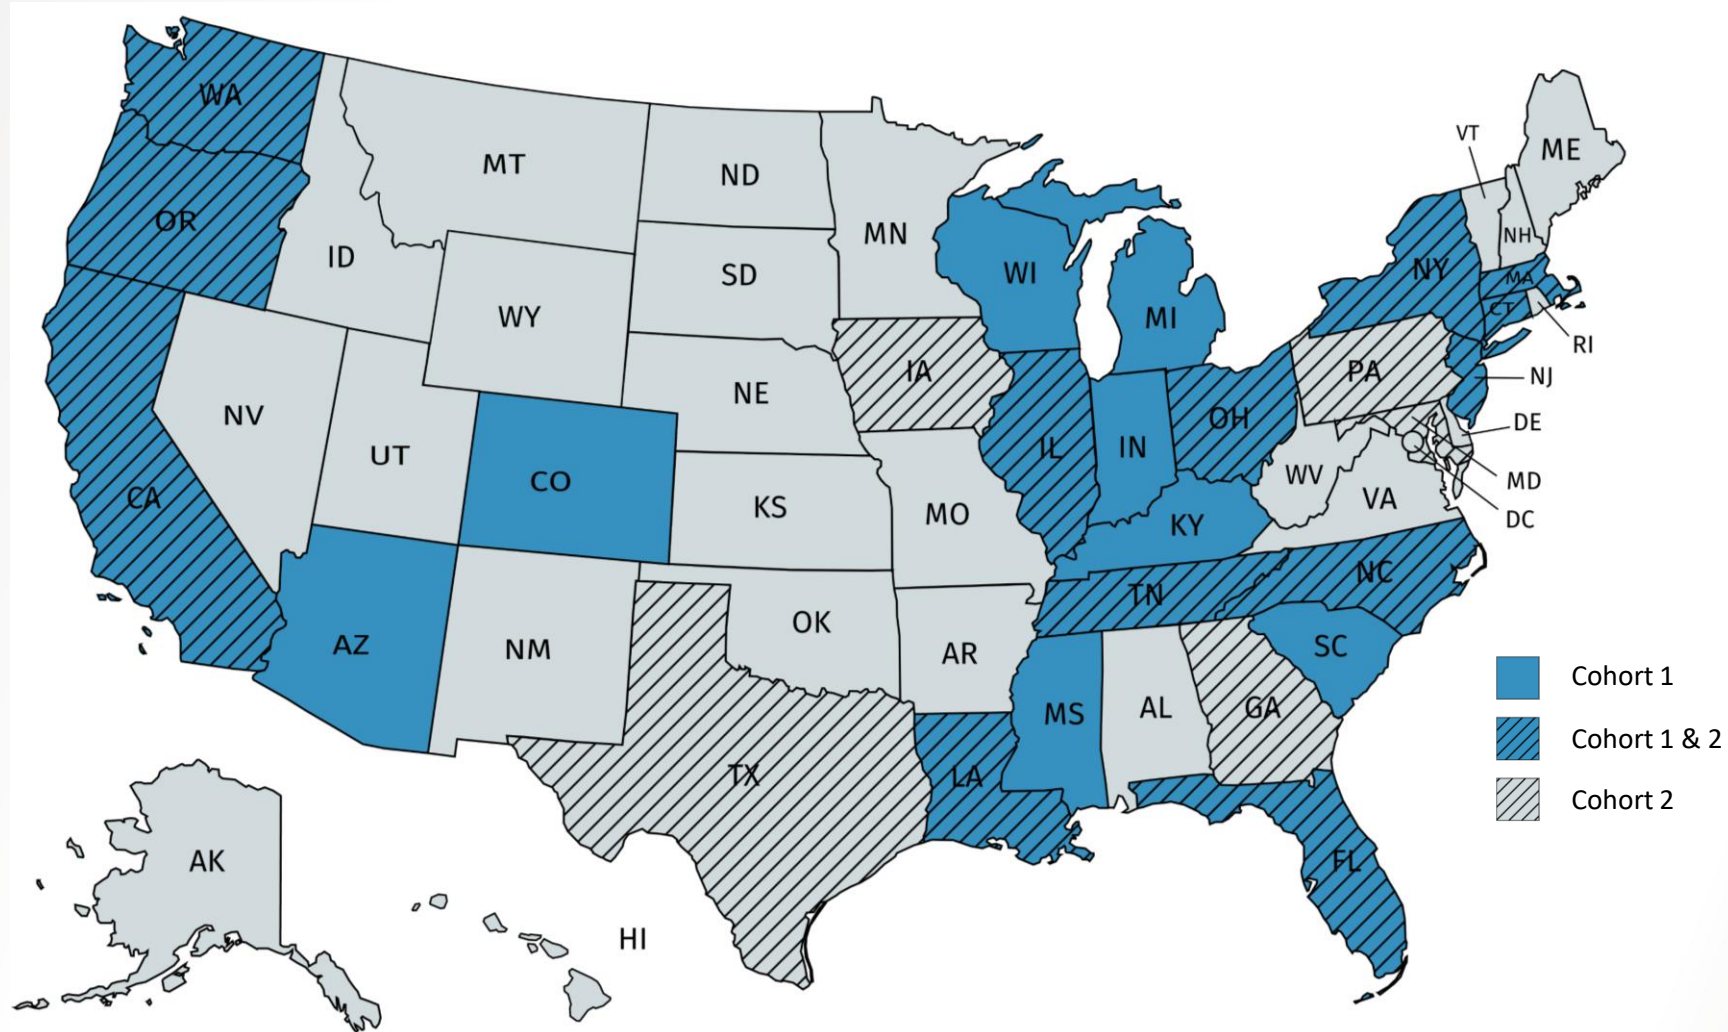 WA
OR
CA
ID
NV
MT
WY
UT
CO
AZ
NM
ND
SD
NE
KS
OK
TX
MN
IA
MO
AR
LA
WI
IL
MI
IN
OH
KY
TN
MS
AL
GA
FL
SC
NC
VA
WV
PA
NY
VT
NH
ME
MA
CT
RI
NJ
DE
MD
DC
AK
HI
Cohort 1
Cohort 1 & 2
Cohort 2